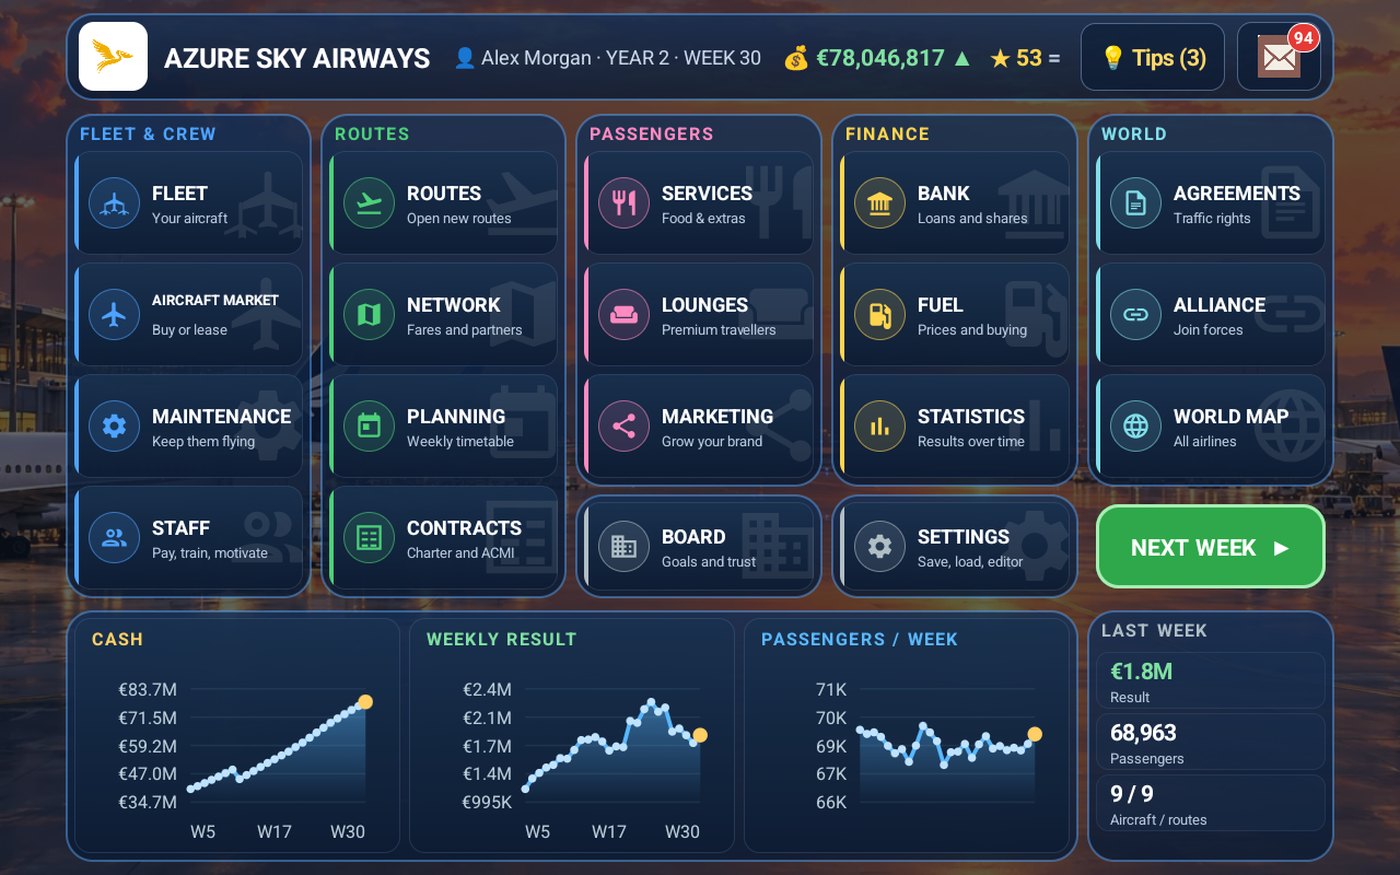 AZURE SKY AIRWAYS
Alex Morgan · YEAR 2 · WEEK 30
€78,046,817 ▲
★ 53 =
Tips (3)
94
FLEET & CREW
FLEET
Your aircraft
AIRCRAFT MARKET
Buy or lease
MAINTENANCE
Keep them flying
STAFF
Pay, train, motivate
ROUTES
ROUTES
Open new routes
NETWORK
Fares and partners
PLANNING
Weekly timetable
CONTRACTS
Charter and ACMI
PASSENGERS
SERVICES
Food & extras
LOUNGES
Premium travellers
MARKETING
Grow your brand
BOARD
Goals and trust
FINANCE
BANK
Loans and shares
FUEL
Prices and buying
STATISTICS
Results over time
SETTINGS
Save, load, editor
WORLD
AGREEMENTS
Traffic rights
ALLIANCE
Join forces
WORLD MAP
All airlines
NEXT WEEK ►
CASH
€83.7M
€71.5M
€59.2M
€47.0M
€34.7M
W5 W17 W30
WEEKLY RESULT
€2.4M
€2.1M
€1.7M
€1.4M
€995K
W5 W17 W30
PASSENGERS / WEEK
71K
70K
69K
67K
66K
LAST WEEK
€1.8M
Result
68,963
Passengers
9 / 9
Aircraft / routes